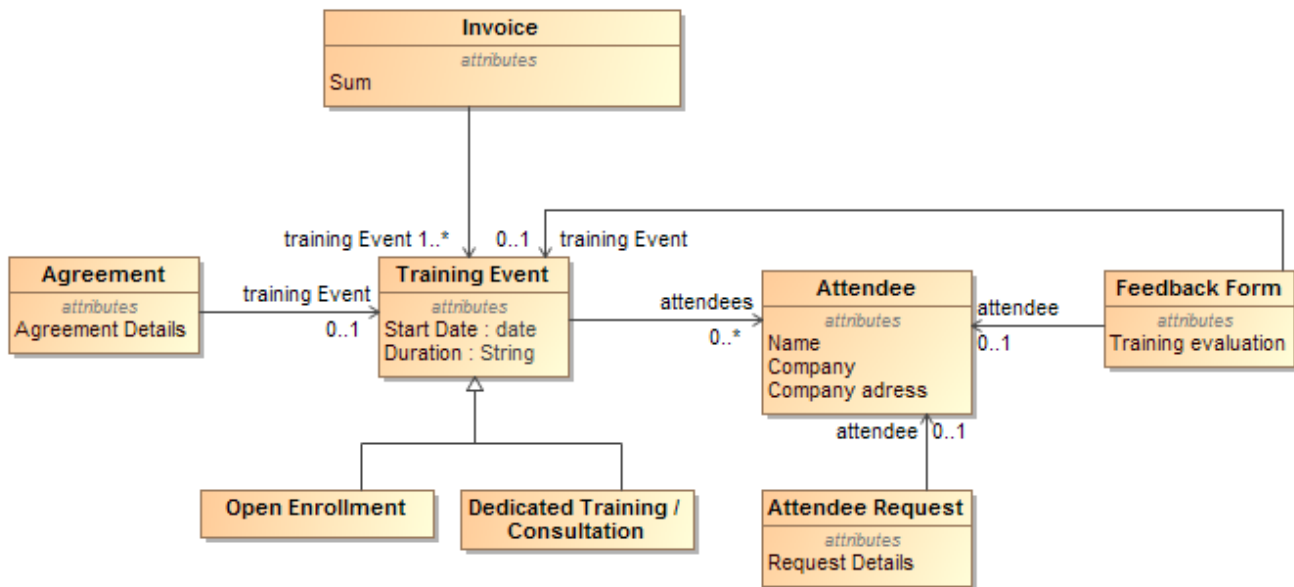 Invoice
attributes
Sum
training Event 1..*
0..1 training Event
Agreement
attributes
Agreement Details
training Event
0..1
Training Event
attributes
Start Date : date
Duration : String
attendees
0..*
Attendee
attributes
Name
Company
Company adress
attendee
0..1
Feedback Form
attributes
Training evaluation
attendee 0..1
Open Enrollment
Dedicated Training /
Consultation
Attendee Request
attributes
Request Details